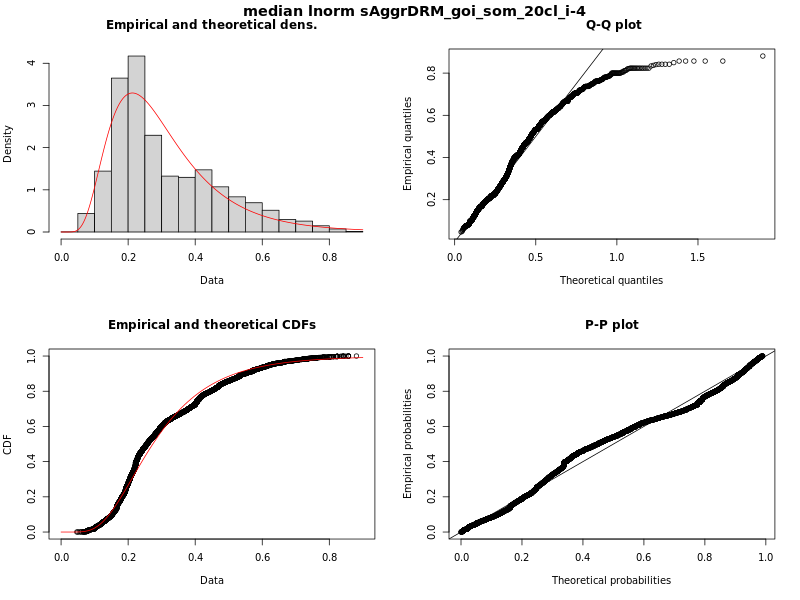 median lnorm sAggrDRM_goi_som_20cl_i-4
Empirical and theoretical dens.
Density
0
1
2
3
4
0.0 0.2 0.4 0.6 0.8
Data
Q-Q plot
Empirical quantiles
0.2
0.4
0.6
0.8
0.0 0.5 1.0 1.5
Theoretical quantiles
Empirical and theoretical CDFs
CDF
0.0
0.2
0.4
0.6
0.8
1.0
0.0 0.2 0.4 0.6 0.8
Data
P-P plot
Empirical probabilities
0.0
0.2
0.4
0.6
0.8
1.0
0.0 0.2 0.4 0.6 0.8 1.0
Theoretical probabilities